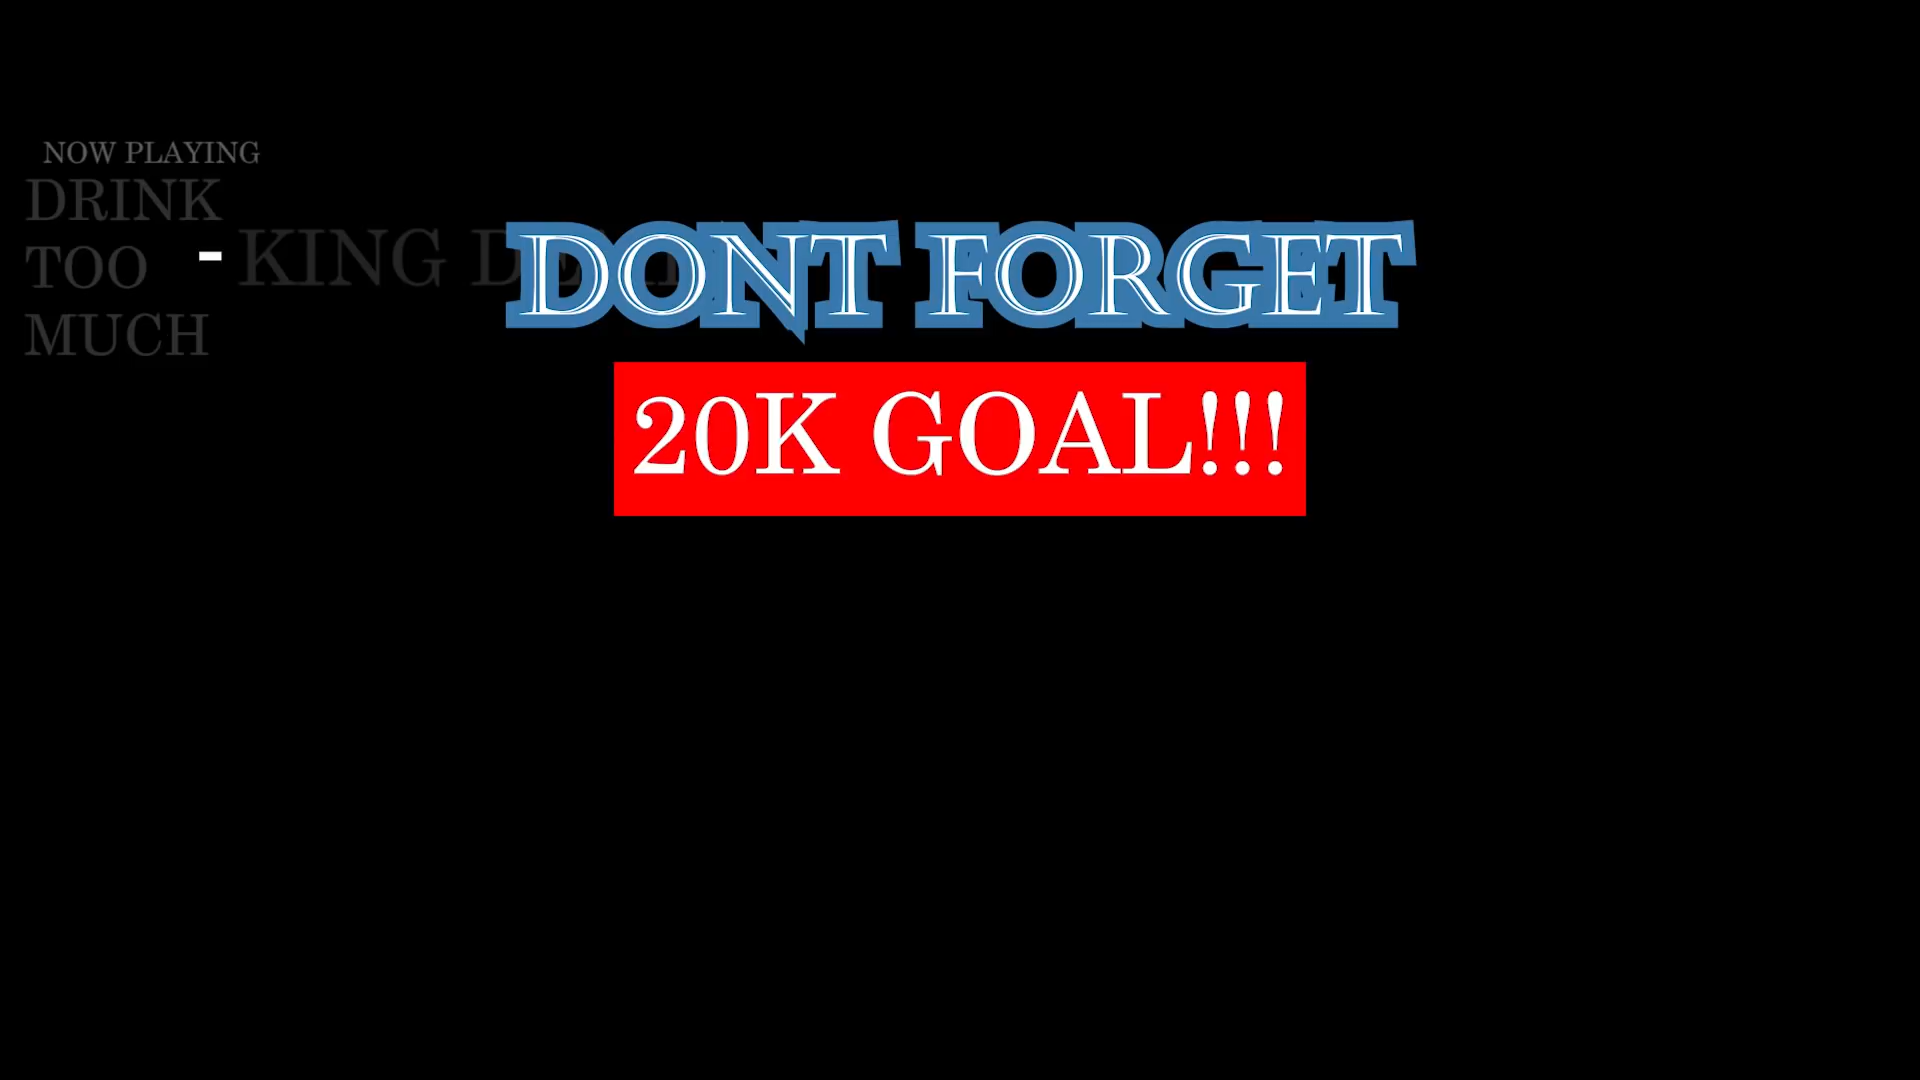 NOW PLAYING
DRINK
TOO
MUCH
- KING
DONT FORGET
20K GOAL!!!